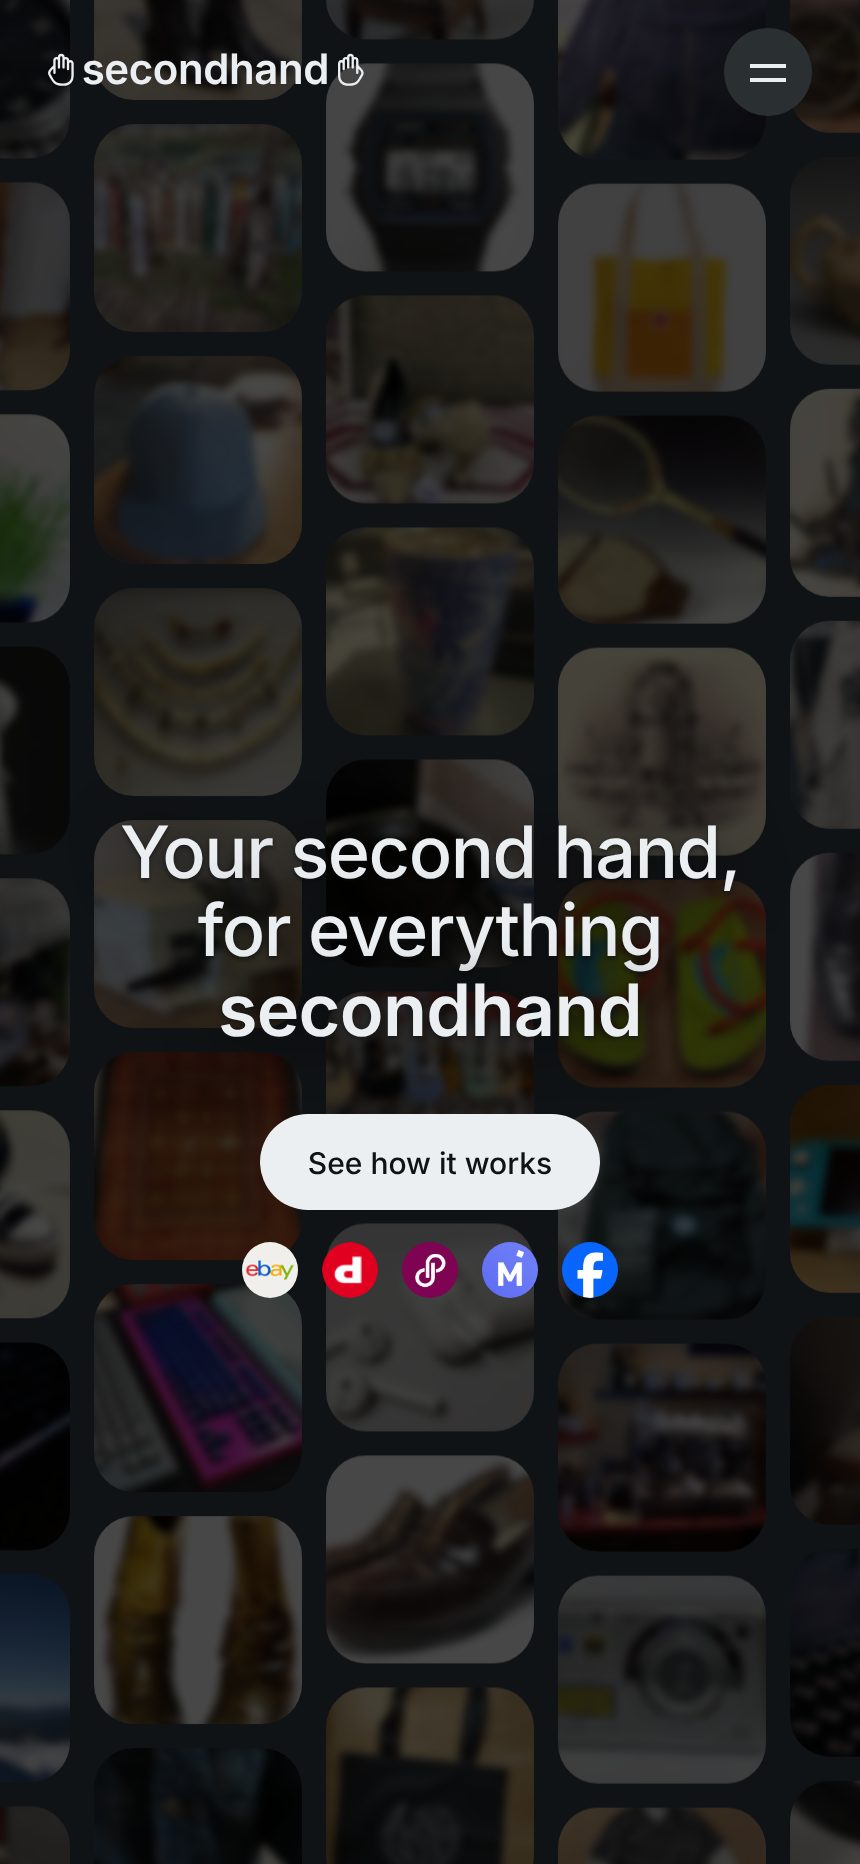 secondhand
Your second hand,
for everything
secondhand
See how it works
ebay